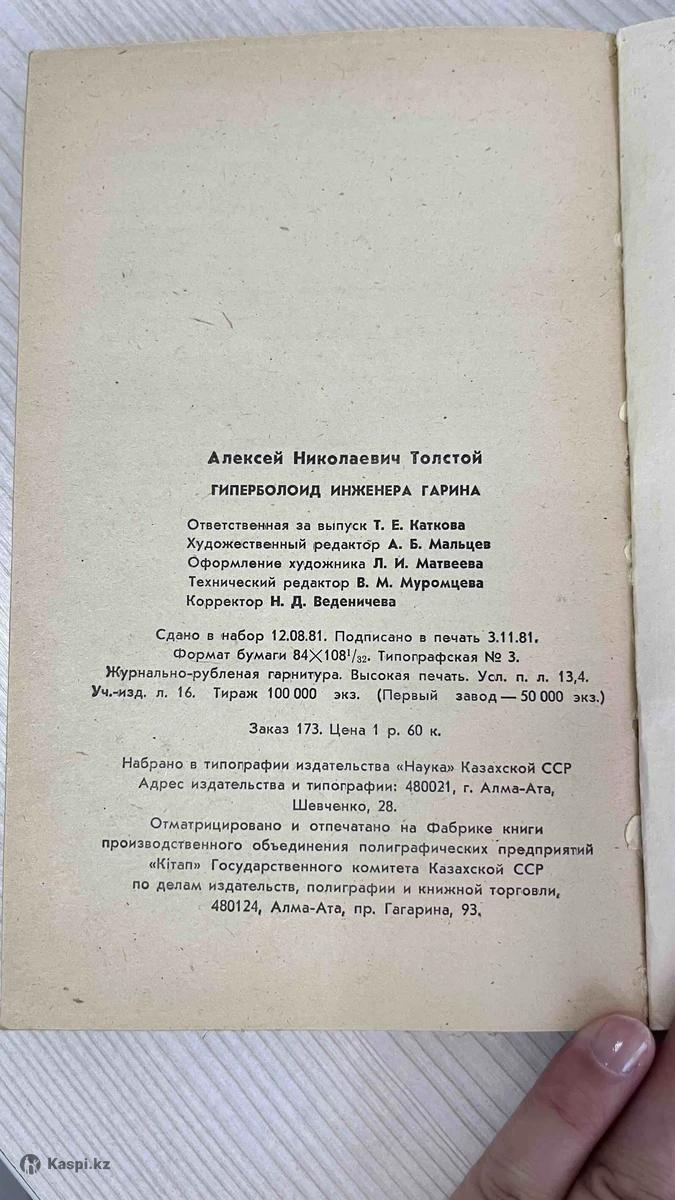 Алексей Николаевич Толстой
ГИПЕРБОЛОИД ИНЖЕНЕРА ГАРИНА
Ответственная за выпуск Т. Е. Каткова
Художественный редактор А. Б. Мальцев
Оформление художника Л. И. Матвеева
Технический редактор В. М. Муромцева
Корректор Н. Д. Веденичева
Сдано в набор 12.08.81. Подписано в печать 3.11.81.
Формат бумаги 84×108¹/₃₂. Типографская № 3.
Журнально-рубленая гарнитура. Высокая печать. Усл. п. л. 13,4.
Уч.-изд. л. 16. Тираж 100 000 экз. (Первый завод — 50 000 экз.)
Заказ 173. Цена 1 р. 60 к.
Набрано в типографии издательства «Наука» Казахской ССР
Адрес издательства и типографии: 480021, г. Алма-Ата,
Шевченко, 28.
Отматрицировано и отпечатано на Фабрике книги
производственного объединения полиграфических предприятий
«Кітап» Государственного комитета Казахской ССР
по делам издательств, полиграфии и книжной торговли,
480124, Алма-Ата, пр. Гагарина, 93.
Kaspi.kz